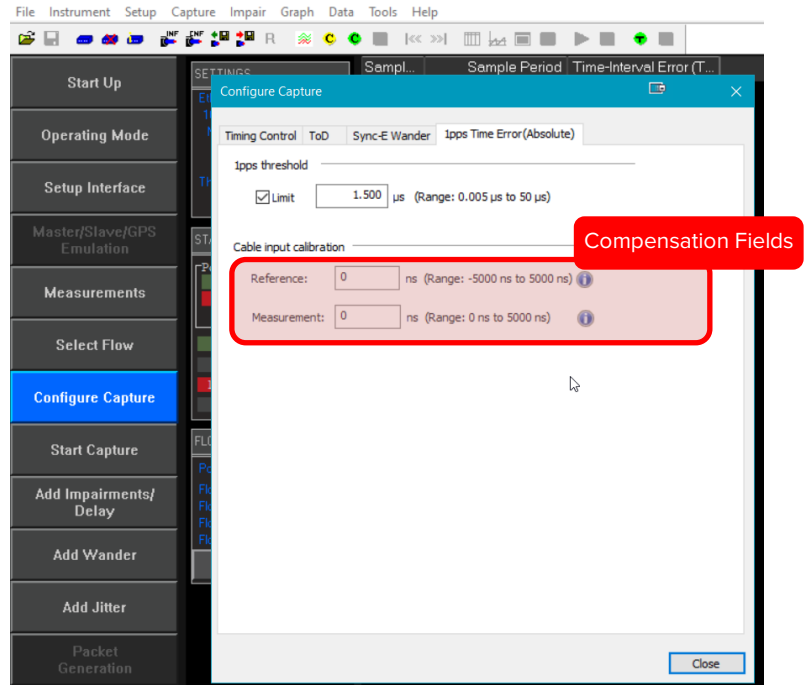 File Instrument Setup Capture Impair Graph Data Tools Help
INF CNF R C C
Start Up
Operating Mode
Setup Interface
Master/Slave/GPS
Emulation
Measurements
Select Flow
Configure Capture
Start Capture
Add Impairments/
Delay
Add Wander
Add Jitter
Packet
Generation
SETTINGS
Sampl... Sample Period Time-Interval Error (T...
Configure Capture
Timing Control ToD Sync-E Wander 1pps Time Error(Absolute)
1pps threshold
Limit 1.500 µs (Range: 0.005 µs to 50 µs)
Compensation Fields
Cable input calibration
Reference: 0 ns (Range: -5000 ns to 5000 ns)
Measurement: 0 ns (Range: 0 ns to 5000 ns)
Close